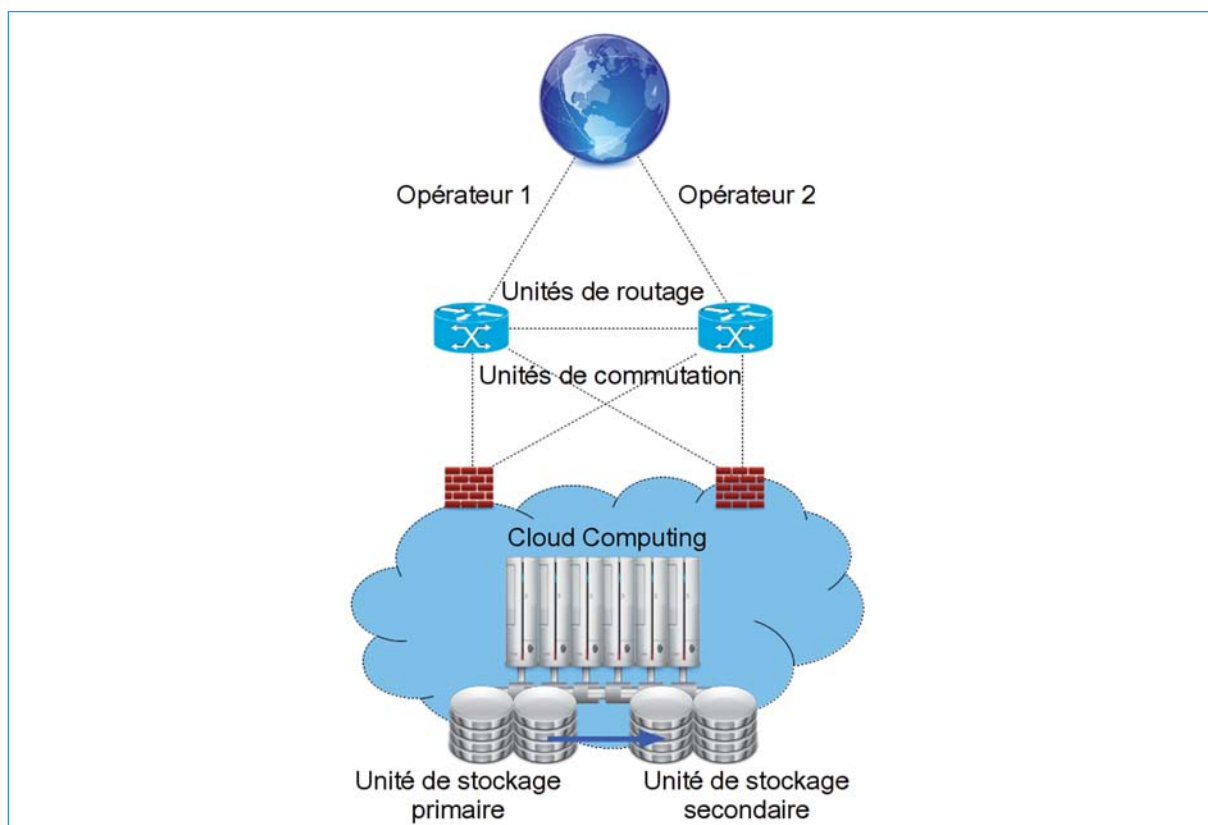 Opérateur 1
Opérateur 2
Unités de routage
Unités de commutation
Cloud Computing
Unité de stockage
primaire
Unité de stockage
secondaire